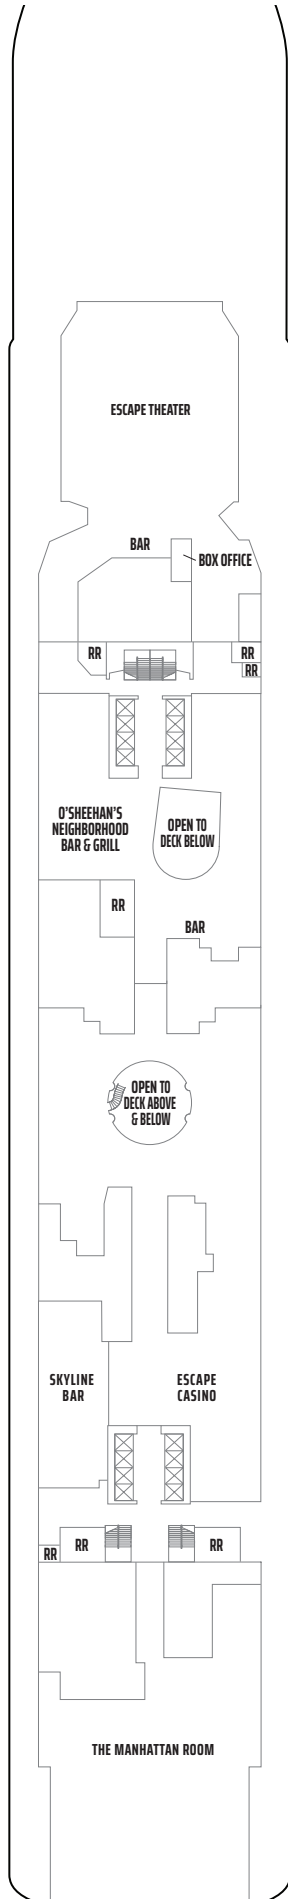 ESCAPE THEATER
BAR
BOX OFFICE
RR
RR
RR
O'SHEEHAN'S
NEIGHBORHOOD
BAR & GRILL
OPEN TO
DECK BELOW
RR
BAR
OPEN TO
DECK ABOVE
& BELOW
SKYLINE
BAR
ESCAPE
CASINO
RR
RR
RR
THE MANHATTAN ROOM